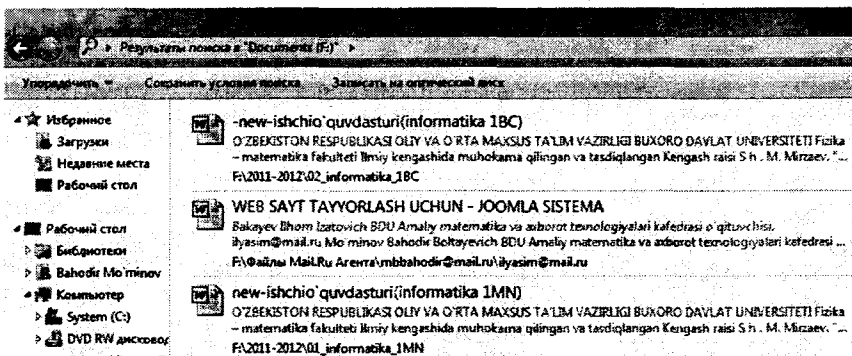 Результаты поиска в "Documents (F:)"
Упорядочить Сохранить условия поиска Записать на оптический диск
Избранное
Загрузки
Недавние места
Рабочий стол
Рабочий стол
Библиотеки
Bahodir Mo'minov
Компьютер
System (C:)
DVD RW дисковод
-new-ishchio`quvdasturi(informatika 1BC)
O'ZBEKISTON RESPUBLIKASI OLIY VA O'RTA MAXSUS TA'LIM VAZIRLIGI BUXORO DAVLAT UNIVERSITETI Fizika
– matematika fakulteti Ilmiy kengashida muhokama qilingan va tasdiqlangan Kengash raisi S h . M. Mirzaev. "...
F:\2011-2012\02_informatika_1BC
WEB SAYT TAYYORLASH UCHUN - JOOMLA SISTEMA
Bakayev Ilhom Izatovich BDU Amaliy matematika va axborot texnologiyalari kafedrasi o'qituvchisi.
ilyasim@mail.ru Mo'minov Bahodir Boltayevich BDU Amaliy matematika va axborot texnologiyalari kafedrasi ...
F:\Файлы Mail.Ru Агента\mbbahodir@mail.ru\ilyasim@mail.ru
new-ishchio`quvdasturi(informatika 1MN)
O'ZBEKISTON RESPUBLIKASI OLIY VA O'RTA MAXSUS TA'LIM VAZIRLIGI BUXORO DAVLAT UNIVERSITETI Fizika
– matematika fakulteti Ilmiy kengashida muhokama qilingan va tasdiqlangan Kengash raisi S h . M. Mirzaev. "...
F:\2011-2012\01_informatika_1MN